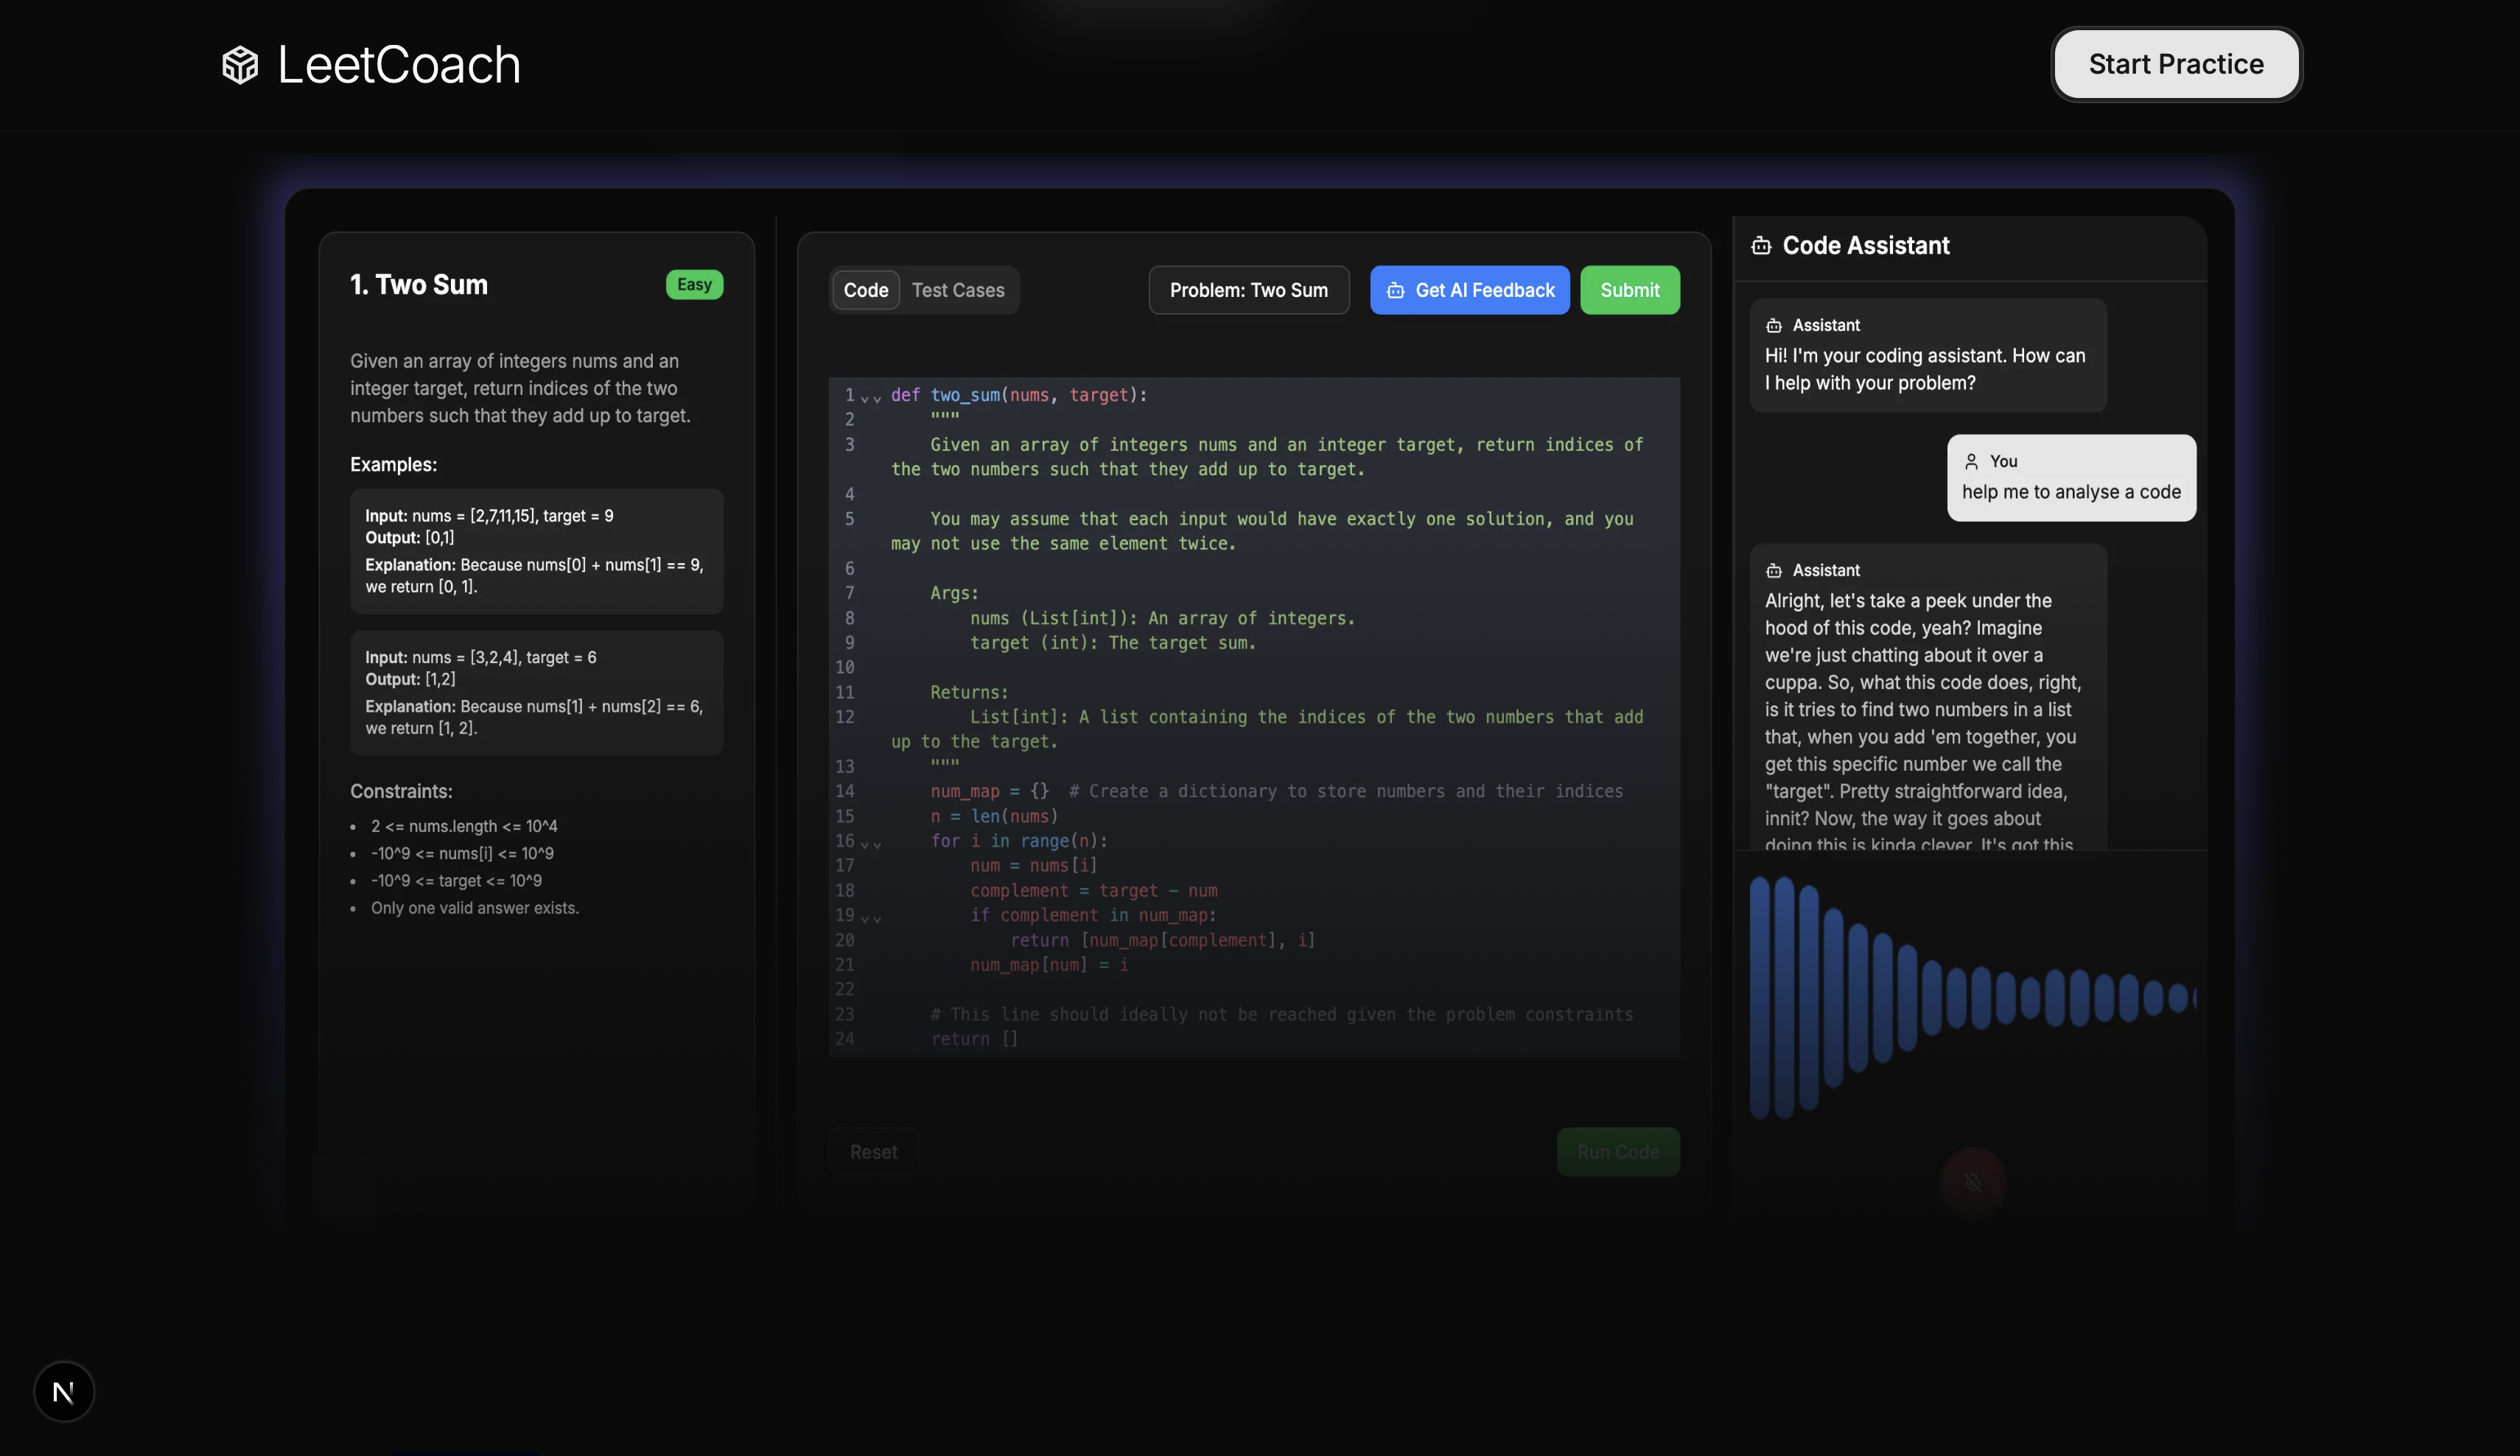 LeetCoach
Start Practice
1. Two Sum
Easy
Given an array of integers nums and an
integer target, return indices of the two
numbers such that they add up to target.
Examples:
Input: nums = [2,7,11,15], target = 9
Output: [0,1]
Explanation: Because nums[0] + nums[1] == 9,
we return [0, 1].
Input: nums = [3,2,4], target = 6
Output: [1,2]
Explanation: Because nums[1] + nums[2] == 6,
we return [1, 2].
Constraints:
• 2 <= nums.length <= 10^4
• -10^9 <= nums[i] <= 10^9
• -10^9 <= target <= 10^9
• Only one valid answer exists.
Code
Test Cases
Problem: Two Sum
Get AI Feedback
Submit
1 def two_sum(nums, target):
2     """
3     Given an array of integers nums and an integer target, return indices of
the two numbers such that they add up to target.
4
5     You may assume that each input would have exactly one solution, and you
may not use the same element twice.
6
7     Args:
8         nums (List[int]): An array of integers.
9         target (int): The target sum.
10
11     Returns:
12         List[int]: A list containing the indices of the two numbers that add
up to the target.
13     """
14     num_map = {}  # Create a dictionary to store numbers and their indices
15     n = len(nums)
16     for i in range(n):
17         num = nums[i]
18         complement = target - num
19         if complement in num_map:
20             return [num_map[complement], i]
21         num_map[num] = i
22
23     # This line should ideally not be reached given the problem constraints
24     return []
Reset
Run Code
Code Assistant
Assistant
Hi! I'm your coding assistant. How can
I help with your problem?
You
help me to analyse a code
Assistant
Alright, let's take a peek under the
hood of this code, yeah? Imagine
we're just chatting about it over a
cuppa. So, what this code does, right,
is it tries to find two numbers in a list
that, when you add 'em together, you
get this specific number we call the
"target". Pretty straightforward idea,
innit? Now, the way it goes about
doing this is kinda clever. It's got this
N